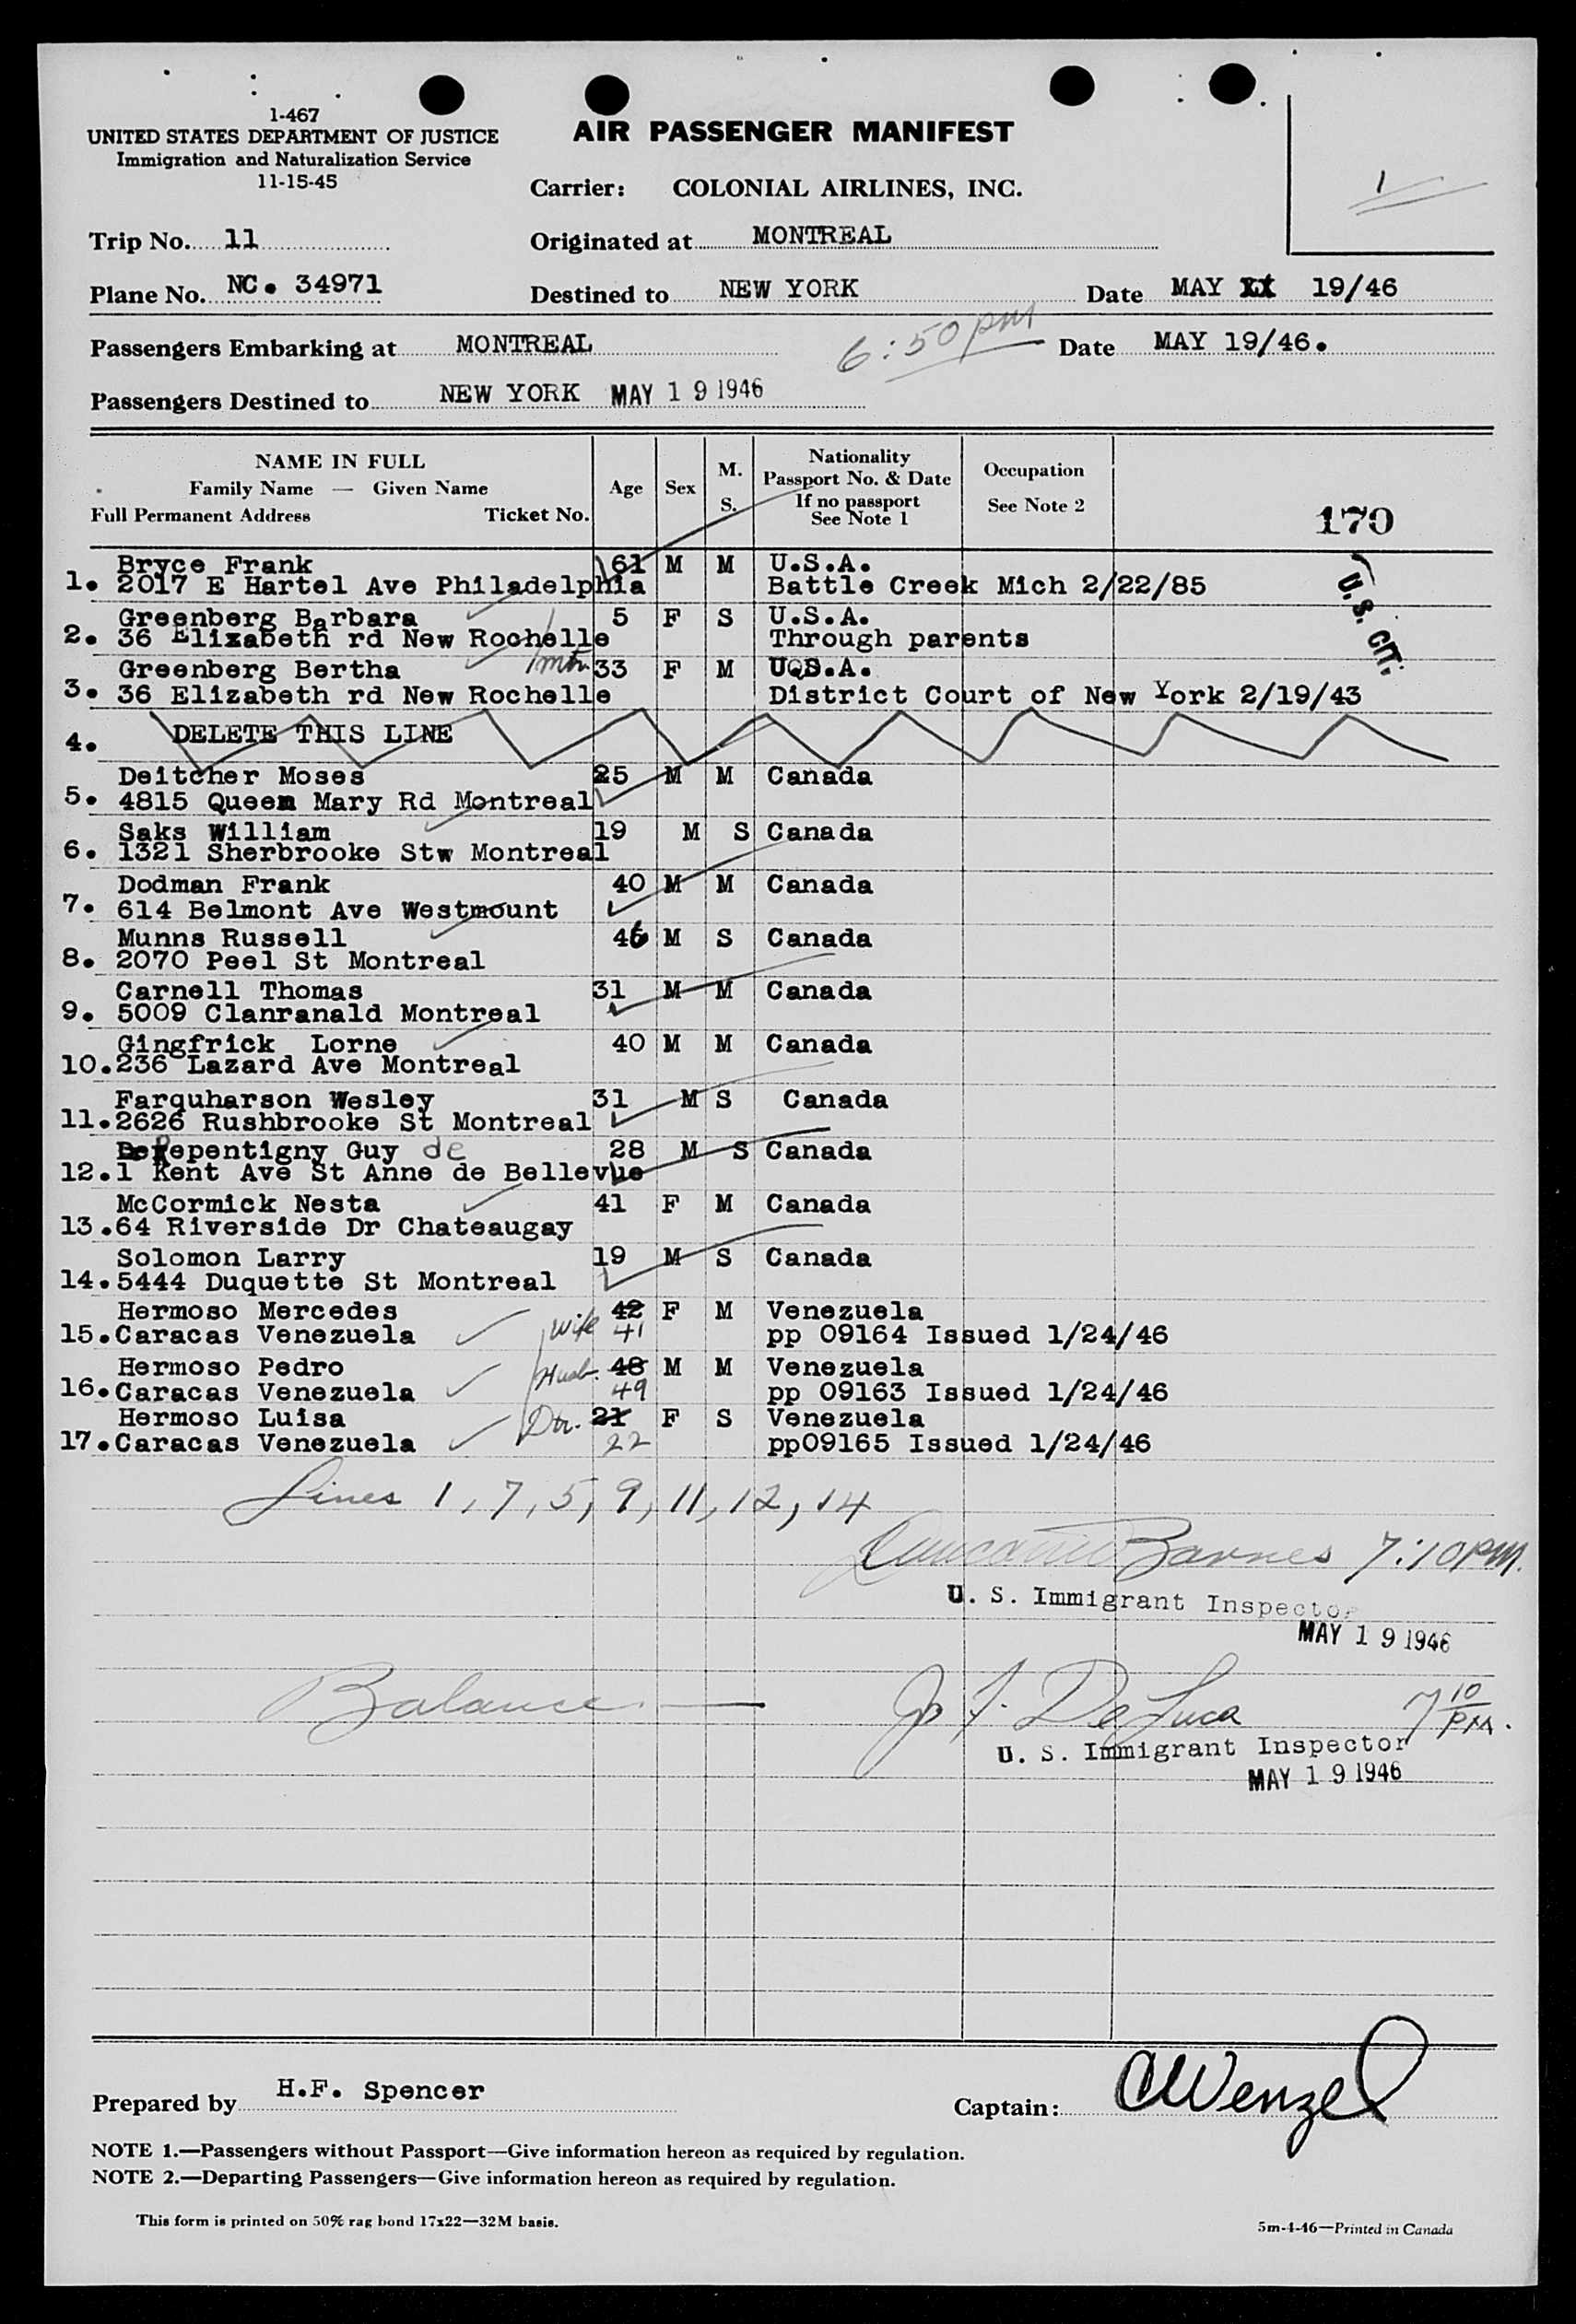 1-467
UNITED STATES DEPARTMENT OF JUSTICE
Immigration and Naturalization Service
11-15-45
AIR PASSENGER MANIFEST
Carrier: COLONIAL AIRLINES, INC.
1
Trip No. 11 Originated at MONTREAL
Plane No. NC. 34971 Destined to NEW YORK Date MAY 19/46
Passengers Embarking at MONTREAL 6:50 pm Date MAY 19/46.
Passengers Destined to NEW YORK MAY 19 1946
NAME IN FULL
Family Name — Given Name
Full Permanent Address Ticket No.
Age Sex M. S.
Nationality
Passport No. & Date
If no passport
See Note 1
Occupation
See Note 2
170
Bryce Frank 61 M M U.S.A.
1. 2017 E Hartel Ave Philadelphia Battle Creek Mich 2/22/85
U.S. CIT.
Greenberg Barbara 5 F S U.S.A.
2. 36 Elixabeth rd New Rochelle Through parents
Greenberg Bertha mtr 33 F M UQS.A.
3. 36 Elizabeth rd New Rochelle District Court of New York 2/19/43
4. DELETE THIS LINE
Deitcher Moses 25 M M Canada
5. 4815 Queen Mary Rd Montreal
Saks William 19 M S Canada
6. 1321 Sherbrooke Stw Montreal
Dodman Frank 40 M M Canada
7. 614 Belmont Ave Westmount
Munns Russell 46 M S Canada
8. 2070 Peel St Montreal
Carnell Thomas 31 M M Canada
9. 5009 Clanranald Montreal
Gingfrick Lorne 40 M M Canada
10. 236 Lazard Ave Montreal
Farquharson Wesley 31 M S Canada
11. 2626 Rushbrooke St Montreal
Repentigny Guy de 28 M S Canada
12. 1 Kent Ave St Anne de Bellevue
McCormick Nesta 41 F M Canada
13. 64 Riverside Dr Chateaugay
Solomon Larry 19 M S Canada
14. 5444 Duquette St Montreal
Hermoso Mercedes wife 42 F M Venezuela
15. Caracas Venezuela 41 pp 09164 Issued 1/24/46
Hermoso Pedro Husb. 48 M M Venezuela
16. Caracas Venezuela 49 pp 09163 Issued 1/24/46
Hermoso Luisa Dtr. 21 F S Venezuela
17. Caracas Venezuela 22 pp09165 Issued 1/24/46
Lines 1, 7, 5, 9, 11, 12, 14
Barnes 7:10 PM.
U. S. Immigrant Inspector
MAY 19 1946
Balance — De Luca 7 10 PM.
U. S. Immigrant Inspector
MAY 19 1946
Prepared by H.F. Spencer Captain: CWenzel
NOTE 1.—Passengers without Passport—Give information hereon as required by regulation.
NOTE 2.—Departing Passengers—Give information hereon as required by regulation.
This form is printed on 50% rag bond 17x22—32M basis.
5m-4-46—Printed in Canada